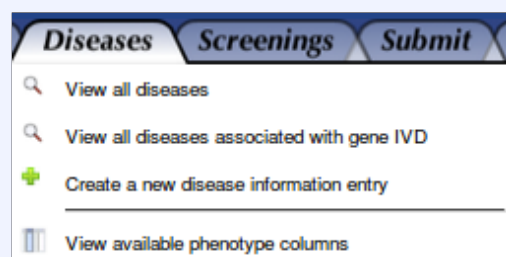 Diseases Screenings Submit
View all diseases
View all diseases associated with gene IVD
Create a new disease information entry
View available phenotype columns